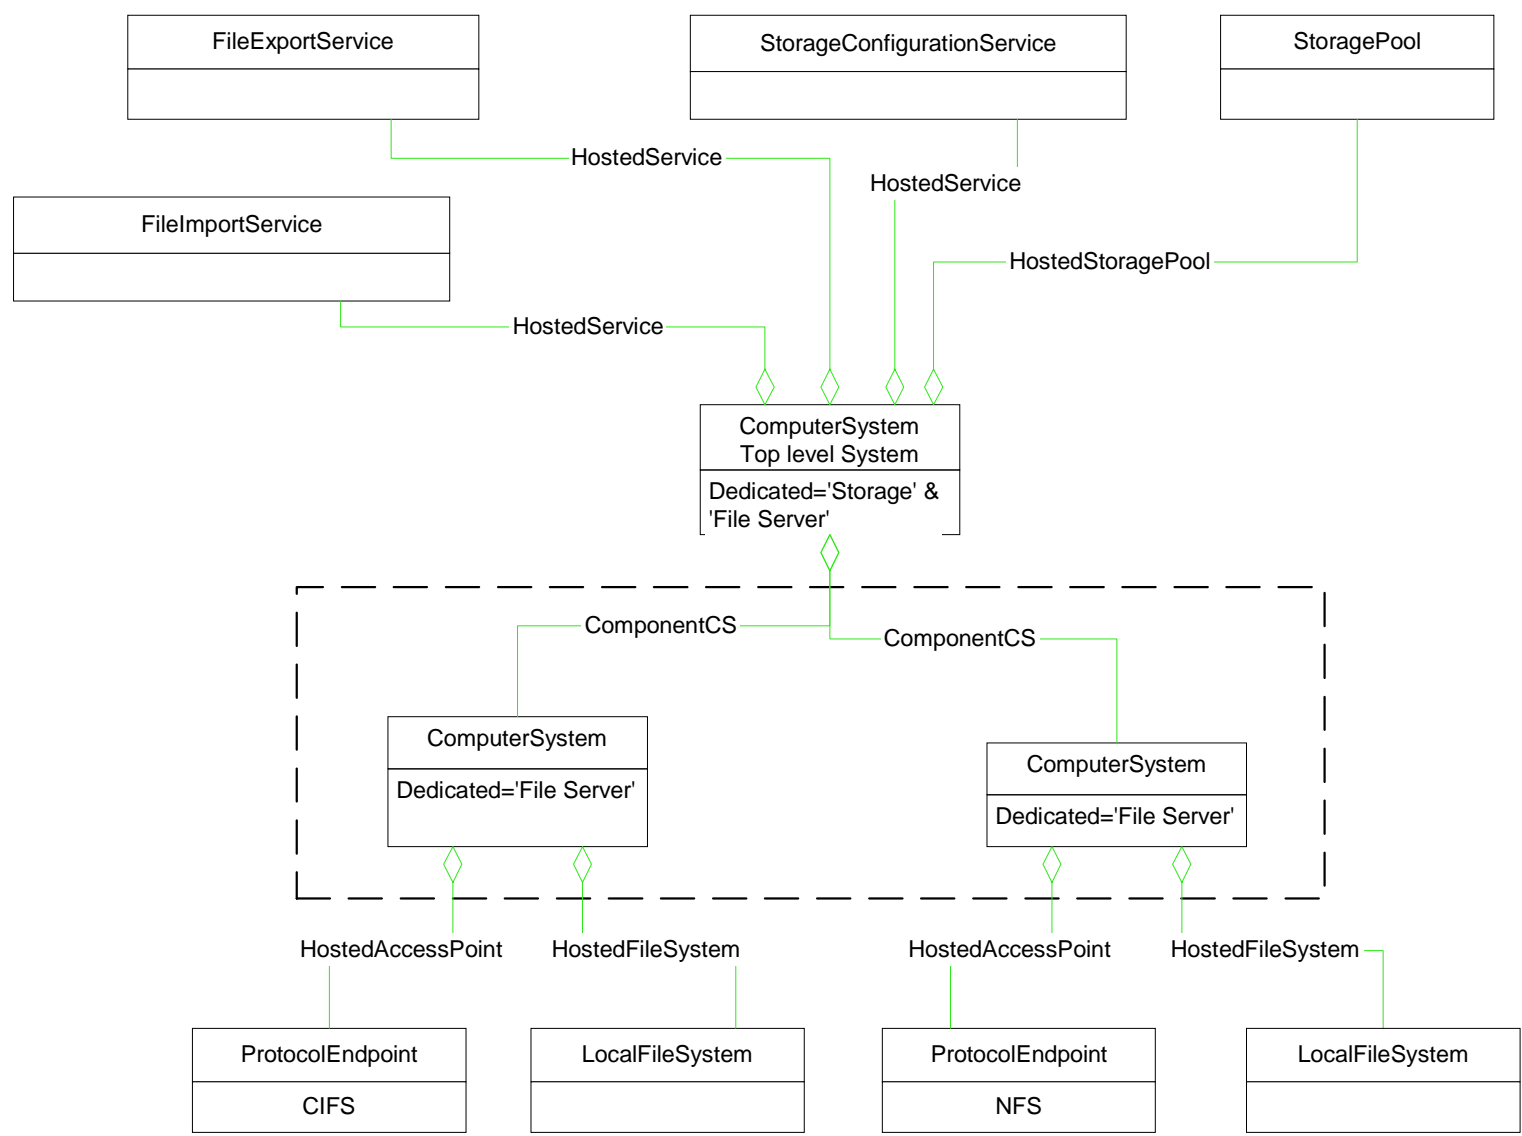 FileExportService
StorageConfigurationService
StoragePool
HostedService
HostedService
FileImportService
HostedStoragePool
HostedService
ComputerSystem
Top level System
Dedicated='Storage' &
'File Server'
ComponentCS
ComponentCS
ComputerSystem
Dedicated='File Server'
ComputerSystem
Dedicated='File Server'
HostedAccessPoint
HostedFileSystem
HostedAccessPoint
HostedFileSystem
ProtocolEndpoint
CIFS
LocalFileSystem
ProtocolEndpoint
NFS
LocalFileSystem